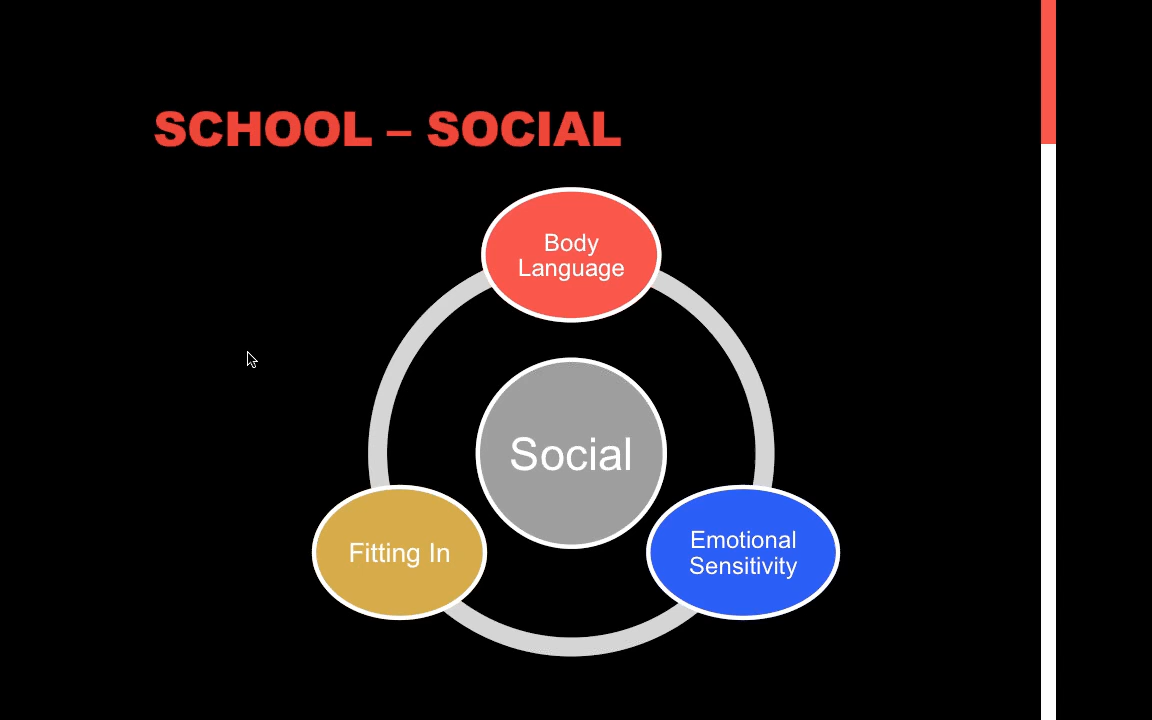 SCHOOL – SOCIAL
Body
Language
Social
Fitting In
Emotional
Sensitivity